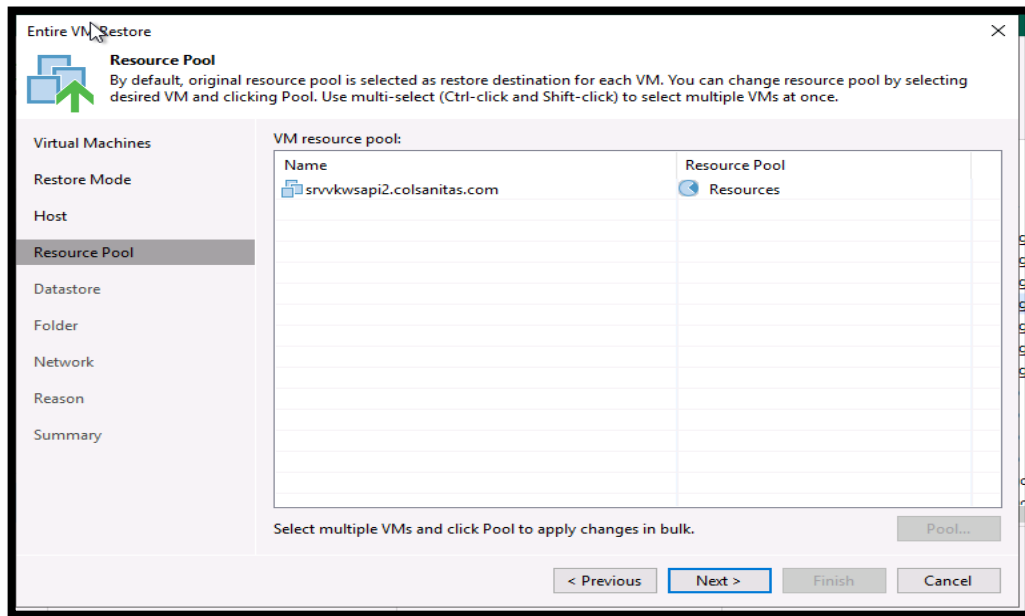 Entire VM Restore
Resource Pool
By default, original resource pool is selected as restore destination for each VM. You can change resource pool by selecting
desired VM and clicking Pool. Use multi-select (Ctrl-click and Shift-click) to select multiple VMs at once.
Virtual Machines
Restore Mode
Host
Resource Pool
Datastore
Folder
Network
Reason
Summary
VM resource pool:
Name Resource Pool
srvvkwsapi2.colsanitas.com Resources
Select multiple VMs and click Pool to apply changes in bulk.
Pool...
< Previous Next > Finish Cancel